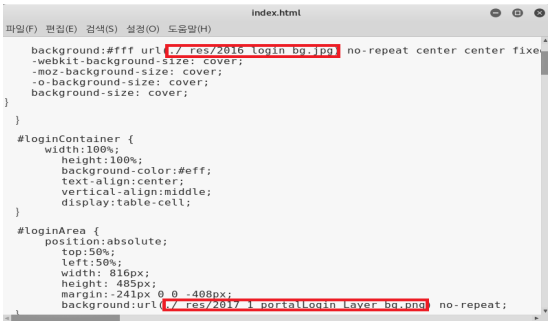 index.html
파일(F) 편집(E) 검색(S) 설정(O) 도움말(H)
background:#fff url(./_res/2016_login_bg.jpg) no-repeat center center fixe
-webkit-background-size: cover;
-moz-background-size: cover;
-o-background-size: cover;
background-size: cover;
}
}
#loginContainer {
width:100%;
height:100%;
background-color:#eff;
text-align:center;
vertical-align:middle;
display:table-cell;
}
#loginArea {
position:absolute;
top:50%;
left:50%;
width: 816px;
height: 485px;
margin:-241px 0 0 -408px;
background:url(./_res/2017_1_portalLogin_Layer_bg.png) no-repeat;
}